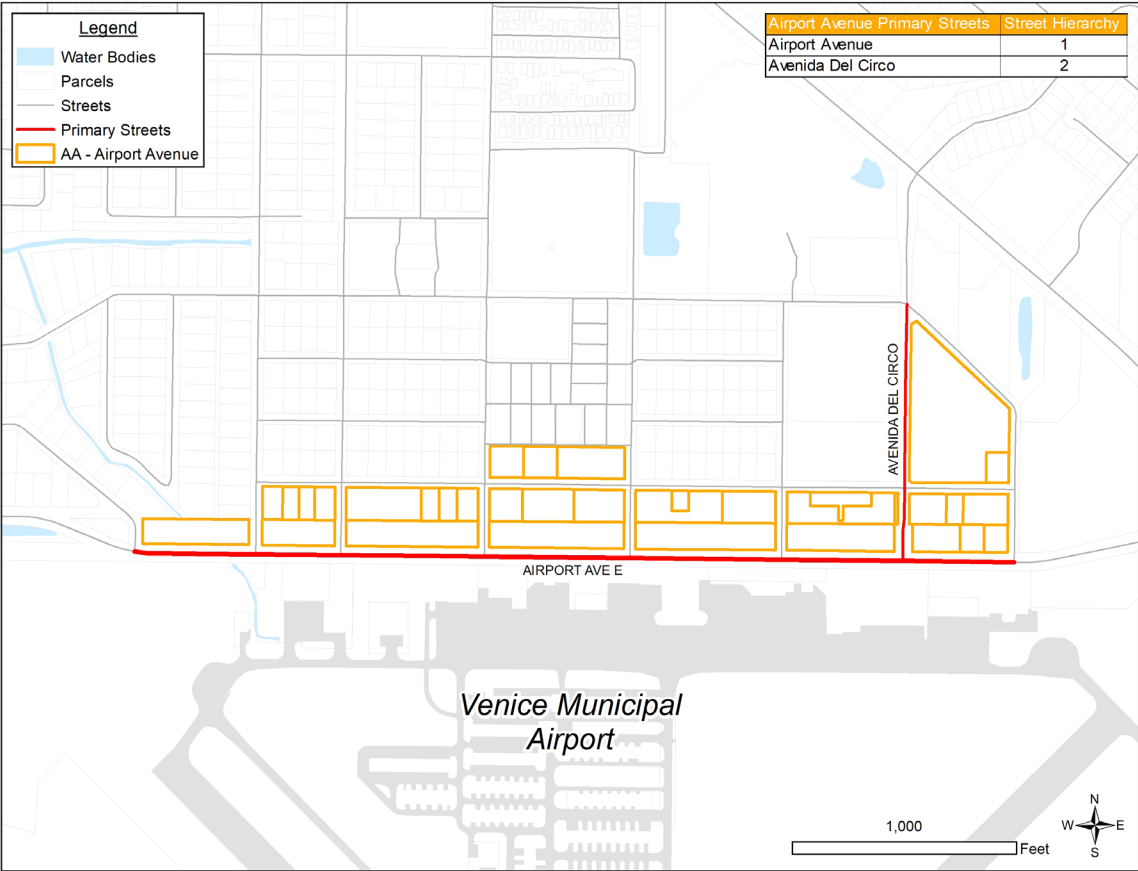 Legend
Water Bodies
Parcels
Streets
Primary Streets
AA - Airport Avenue
Airport Avenue Primary Streets Street Hierarchy
Airport Avenue 1
Avenida Del Circo 2
AVENIDA DEL CIRCO
AIRPORT AVE E
Venice Municipal
Airport
1,000
Feet
N
W E
S